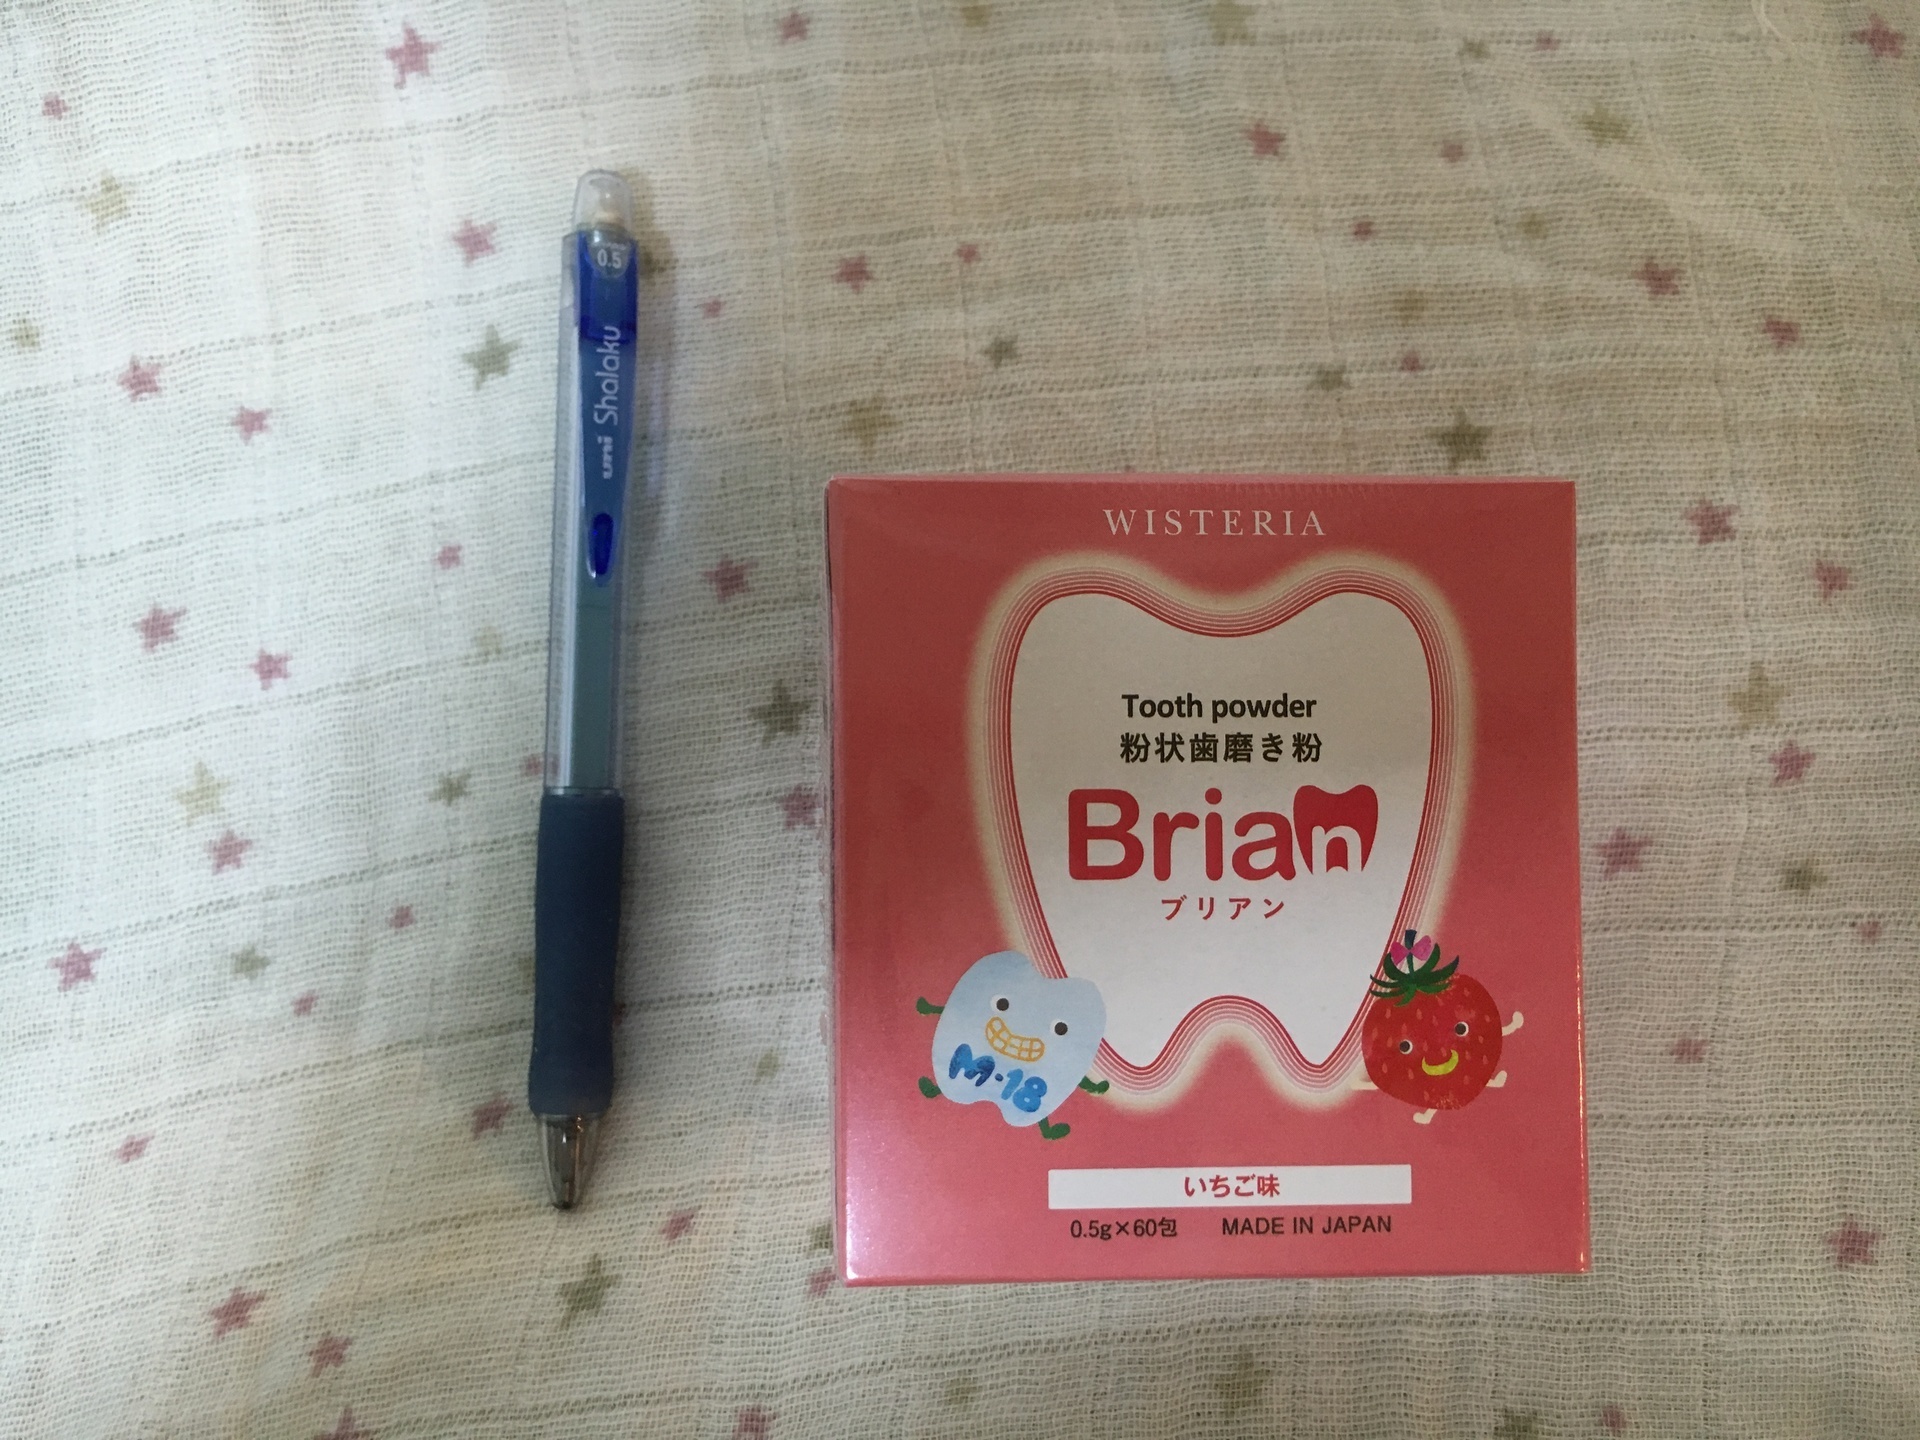 0.5
uni Shalaku
WISTERIA
Tooth powder
粉状歯磨き粉
Brian
ブリアン
M-18
いちご味
0.5g×60包 MADE IN JAPAN